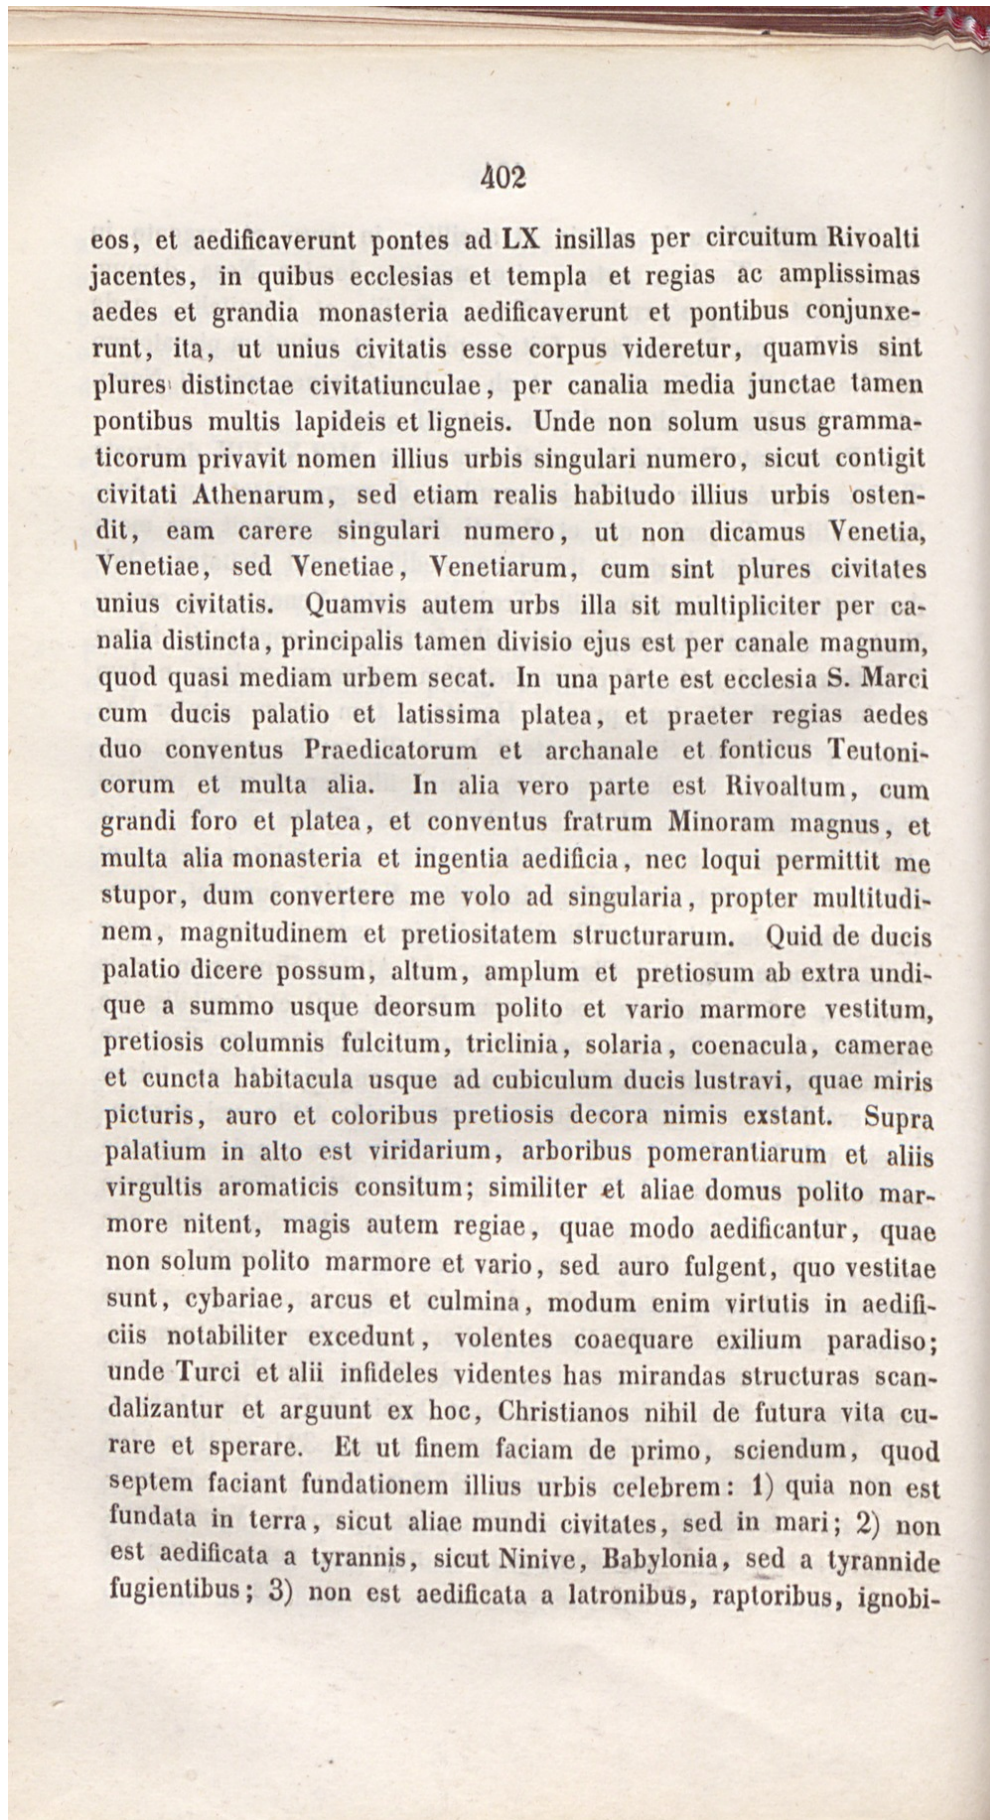 402
eos, et aedificaverunt pontes ad LX insillas per circuitum Rivoalti
jacentes, in quibus ecclesias et templa et regias ac amplissimas
aedes et grandia monasteria aedificaverunt et pontibus conjunxe-
runt, ita, ut unius civitatis esse corpus videretur, quamvis sint
plures distinctae civitatiunculae, per canalia media junctae tamen
pontibus multis lapideis et ligneis. Unde non solum usus gramma-
ticorum privavit nomen illius urbis singulari numero, sicut contigit
civitati Athenarum, sed etiam realis habitudo illius urbis osten-
dit, eam carere singulari numero, ut non dicamus Venetia,
Venetiae, sed Venetiae, Venetiarum, cum sint plures civitates
unius civitatis. Quamvis autem urbs illa sit multipliciter per ca-
nalia distincta, principalis tamen divisio ejus est per canale magnum,
quod quasi mediam urbem secat. In una parte est ecclesia S. Marci
cum ducis palatio et latissima platea, et praeter regias aedes
duo conventus Praedicatorum et archanale et fonticus Teutoni-
corum et multa alia. In alia vero parte est Rivoaltum, cum
grandi foro et platea, et conventus fratrum Minoram magnus, et
multa alia monasteria et ingentia aedificia, nec loqui permittit me
stupor, dum convertere me volo ad singularia, propter multitudi-
nem, magnitudinem et pretiositatem structurarum. Quid de ducis
palatio dicere possum, altum, amplum et pretiosum ab extra undi-
que a summo usque deorsum polito et vario marmore vestitum,
pretiosis columnis fulcitum, triclinia, solaria, coenacula, camerae
et cuncta habitacula usque ad cubiculum ducis lustravi, quae miris
picturis, auro et coloribus pretiosis decora nimis exstant. Supra
palatium in alto est viridarium, arboribus pomerantiarum et aliis
virgultis aromaticis consitum; similiter et aliae domus polito mar-
more nitent, magis autem regiae, quae modo aedificantur, quae
non solum polito marmore et vario, sed auro fulgent, quo vestitae
sunt, cybariae, arcus et culmina, modum enim virtutis in aedifi-
ciis notabiliter excedunt, volentes coaequare exilium paradiso;
unde Turci et alii infideles videntes has mirandas structuras scan-
dalizantur et arguunt ex hoc, Christianos nihil de futura vita cu-
rare et sperare. Et ut finem faciam de primo, sciendum, quod
septem faciant fundationem illius urbis celebrem: 1) quia non est
fundata in terra, sicut aliae mundi civitates, sed in mari; 2) non
est aedificata a tyrannis, sicut Ninive, Babylonia, sed a tyrannide
fugientibus; 3) non est aedificata a latronibus, raptoribus, ignobi-